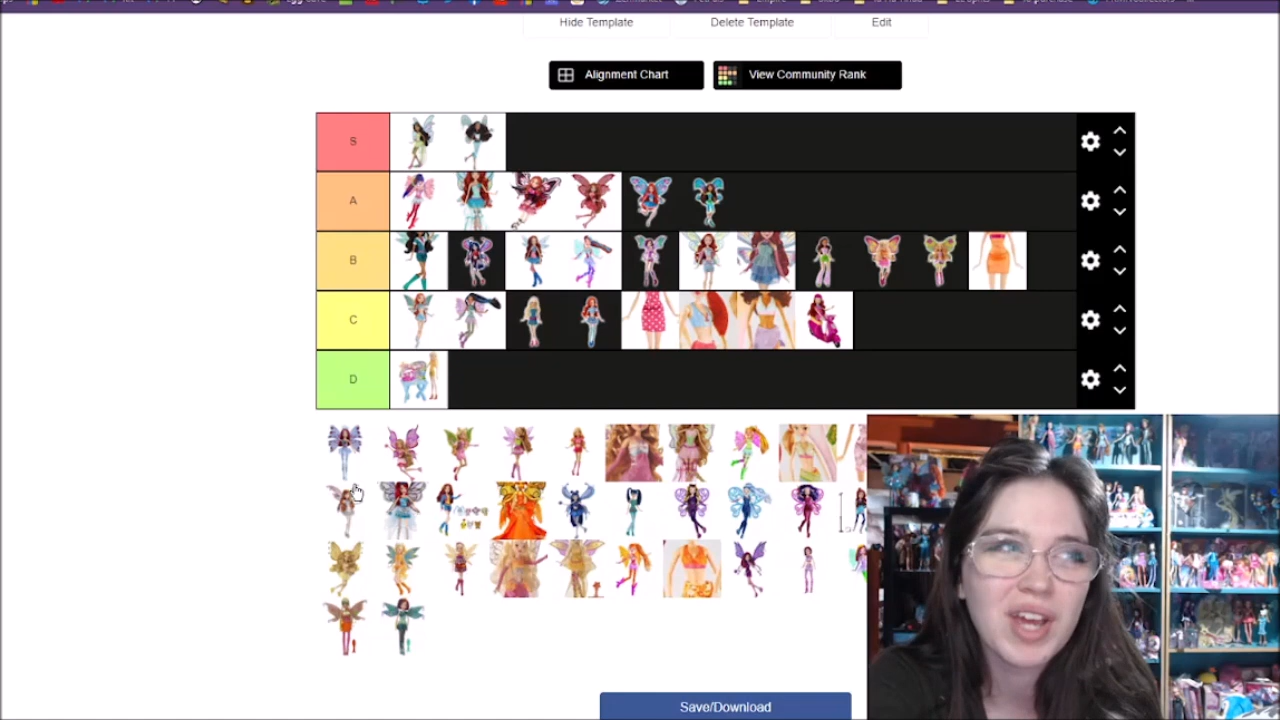 Hide Template Delete Template Edit
Alignment Chart View Community Rank
S
A
B
C
D
Save/Download